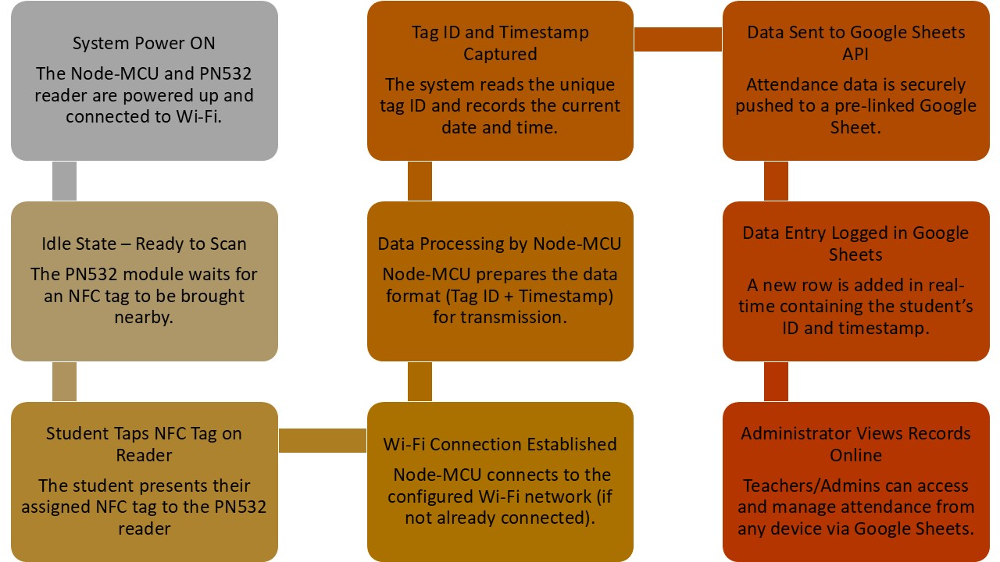 System Power ON
The Node-MCU and PN532
reader are powered up and
connected to Wi-Fi.
Idle State – Ready to Scan
The PN532 module waits for
an NFC tag to be brought
nearby.
Student Taps NFC Tag on
Reader
The student presents their
assigned NFC tag to the PN532
reader
Wi-Fi Connection Established
Node-MCU connects to the
configured Wi-Fi network (if
not already connected).
Data Processing by Node-MCU
Node-MCU prepares the data
format (Tag ID + Timestamp)
for transmission.
Tag ID and Timestamp
Captured
The system reads the unique
tag ID and records the current
date and time.
Data Sent to Google Sheets
API
Attendance data is securely
pushed to a pre-linked Google
Sheet.
Data Entry Logged in Google
Sheets
A new row is added in real-
time containing the student’s
ID and timestamp.
Administrator Views Records
Online
Teachers/Admins can access
and manage attendance from
any device via Google Sheets.